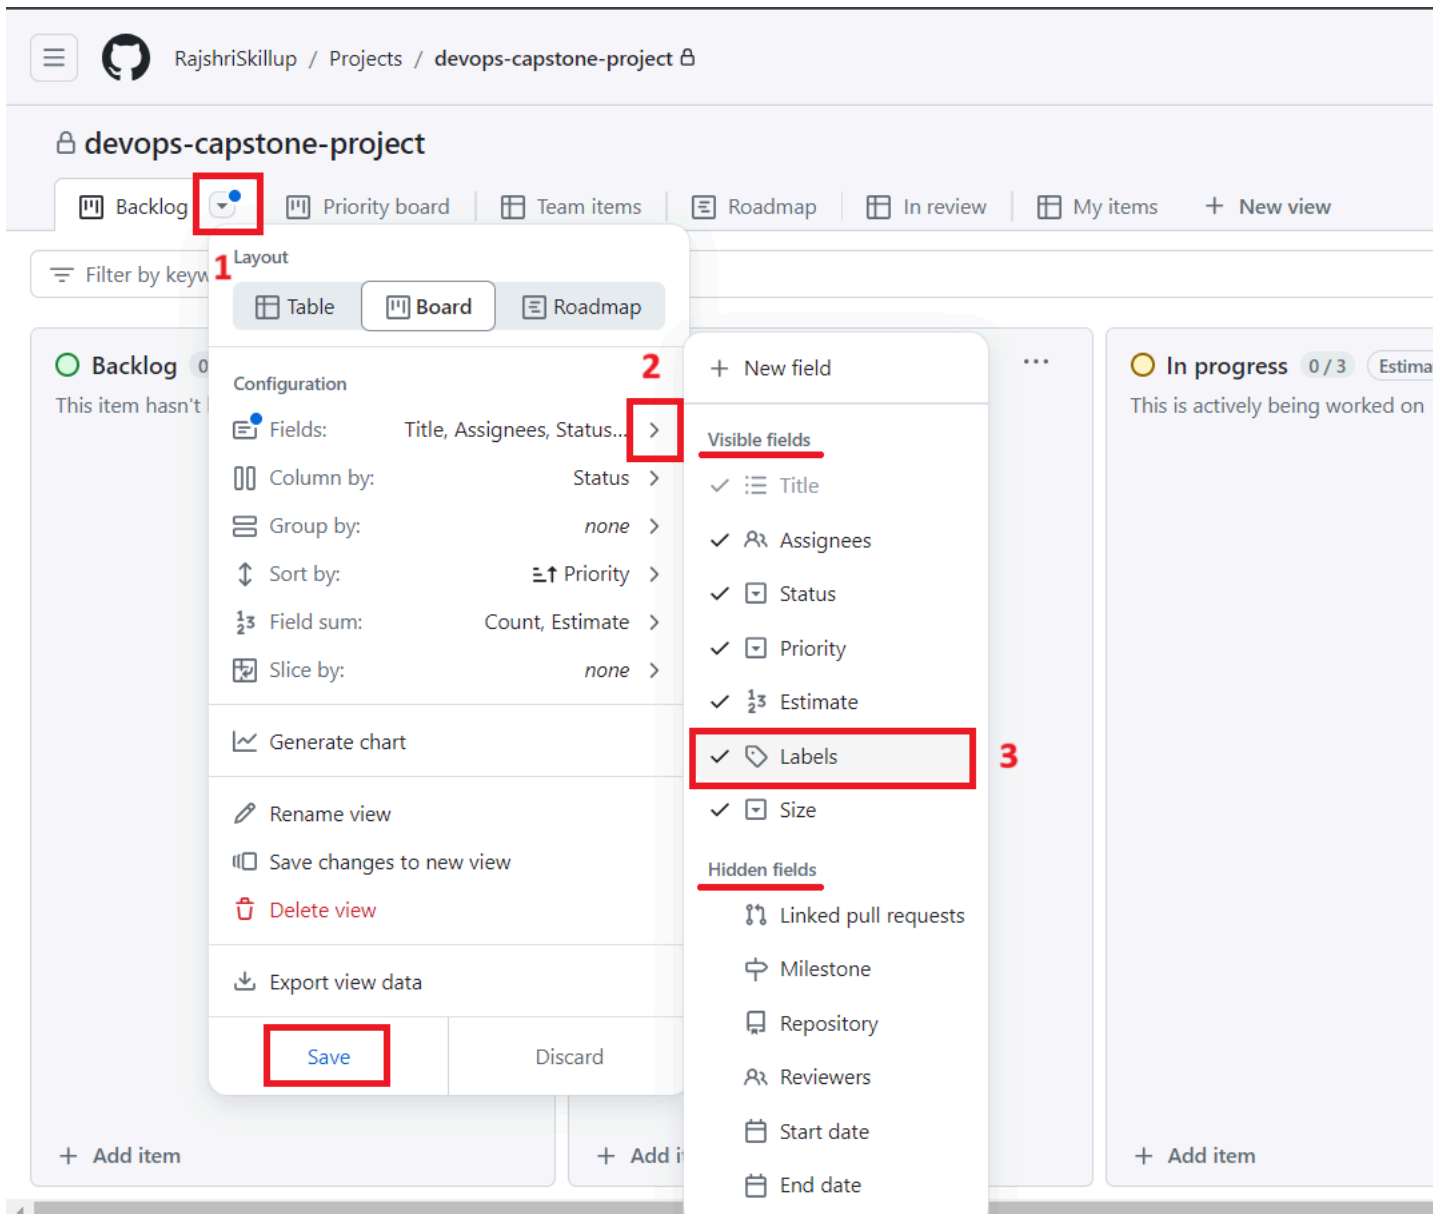 RajshriSkillup / Projects / devops-capstone-project
devops-capstone-project
Backlog
Priority board
Team items
Roadmap
In review
My items
+ New view
1
Layout
Filter by keyw
Table
Board
Roadmap
Backlog 0
This item hasn't
In progress 0 / 3 Estima
This is actively being worked on
Configuration
Fields: Title, Assignees, Status...
Column by: Status
Group by: none
Sort by: Priority
Field sum: Count, Estimate
Slice by: none
Generate chart
Rename view
Save changes to new view
Delete view
Export view data
Save
Discard
2
+ New field
Visible fields
Title
Assignees
Status
Priority
Estimate
Labels
3
Size
Hidden fields
Linked pull requests
Milestone
Repository
Reviewers
Start date
End date
+ Add item
+ Add i
+ Add item